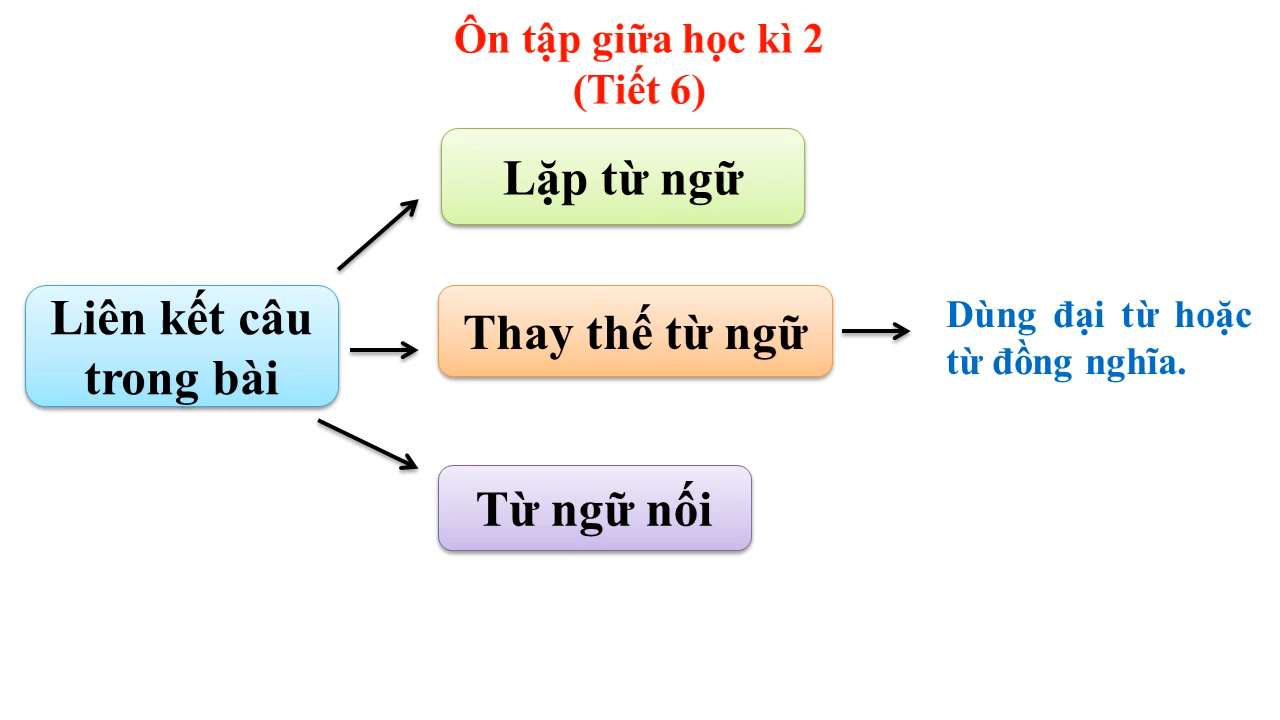 Ôn tập giữa học kì 2
(Tiết 6)
Lặp từ ngữ
Liên kết câu
trong bài
Thay thế từ ngữ
Dùng đại từ hoặc
từ đồng nghĩa.
Từ ngữ nối